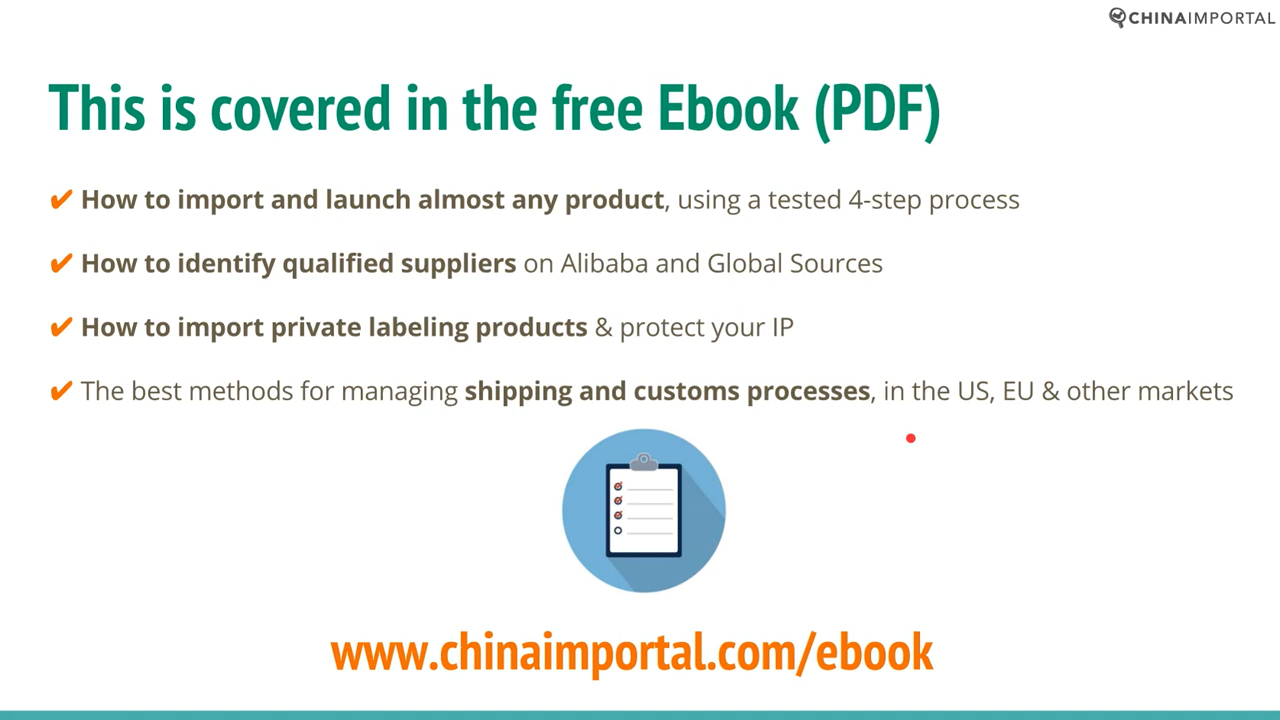 CHINAIMPORTAL
This is covered in the free Ebook (PDF)
✔ How to import and launch almost any product, using a tested 4-step process
✔ How to identify qualified suppliers on Alibaba and Global Sources
✔ How to import private labeling products & protect your IP
✔ The best methods for managing shipping and customs processes, in the US, EU & other markets
www.chinaimportal.com/ebook